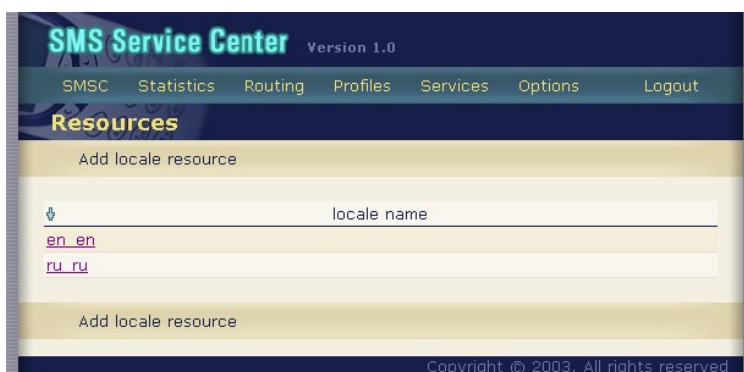 SMS Service Center Version 1.0
SMSC Statistics Routing Profiles Services Options Logout
Resources
Add locale resource
locale name
en_en
ru_ru
Add locale resource
Copyright © 2003. All rights reserved